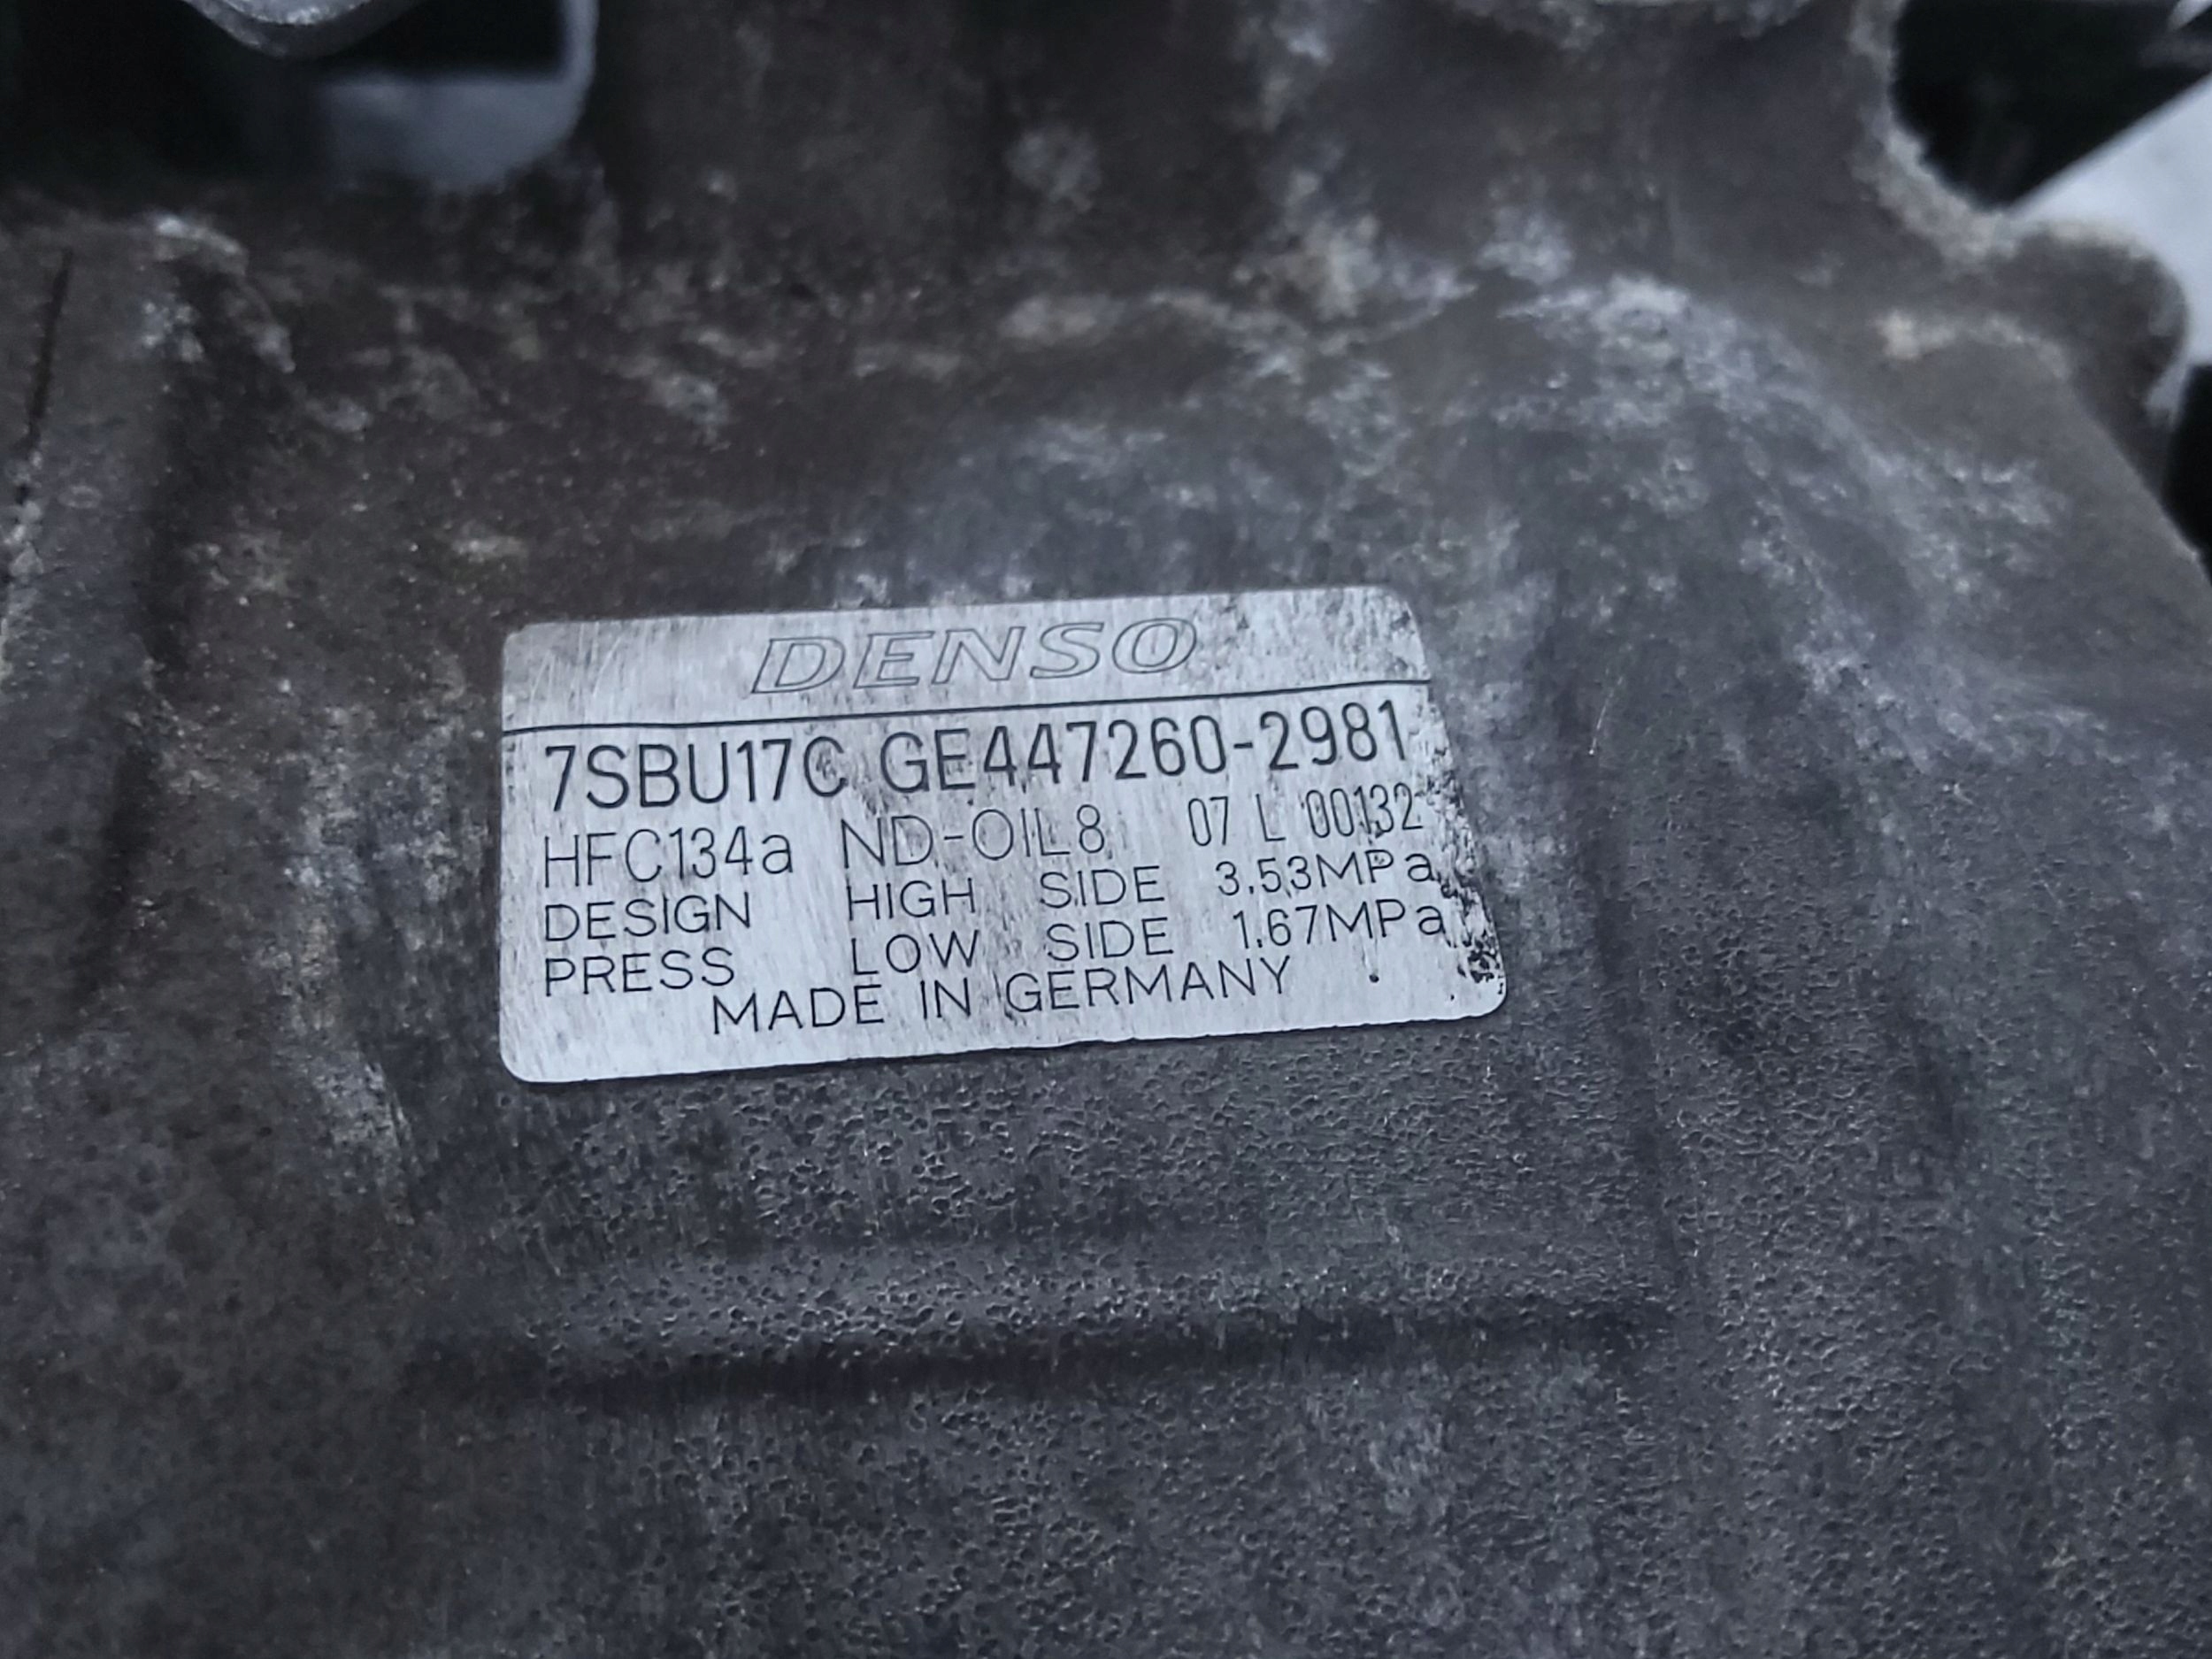 DENSO
7SBU17C GE447260-2981
HFC134a ND-OIL8 07 L 00132
DESIGN HIGH SIDE 3.53MPa
PRESS LOW SIDE 1.67MPa
MADE IN GERMANY